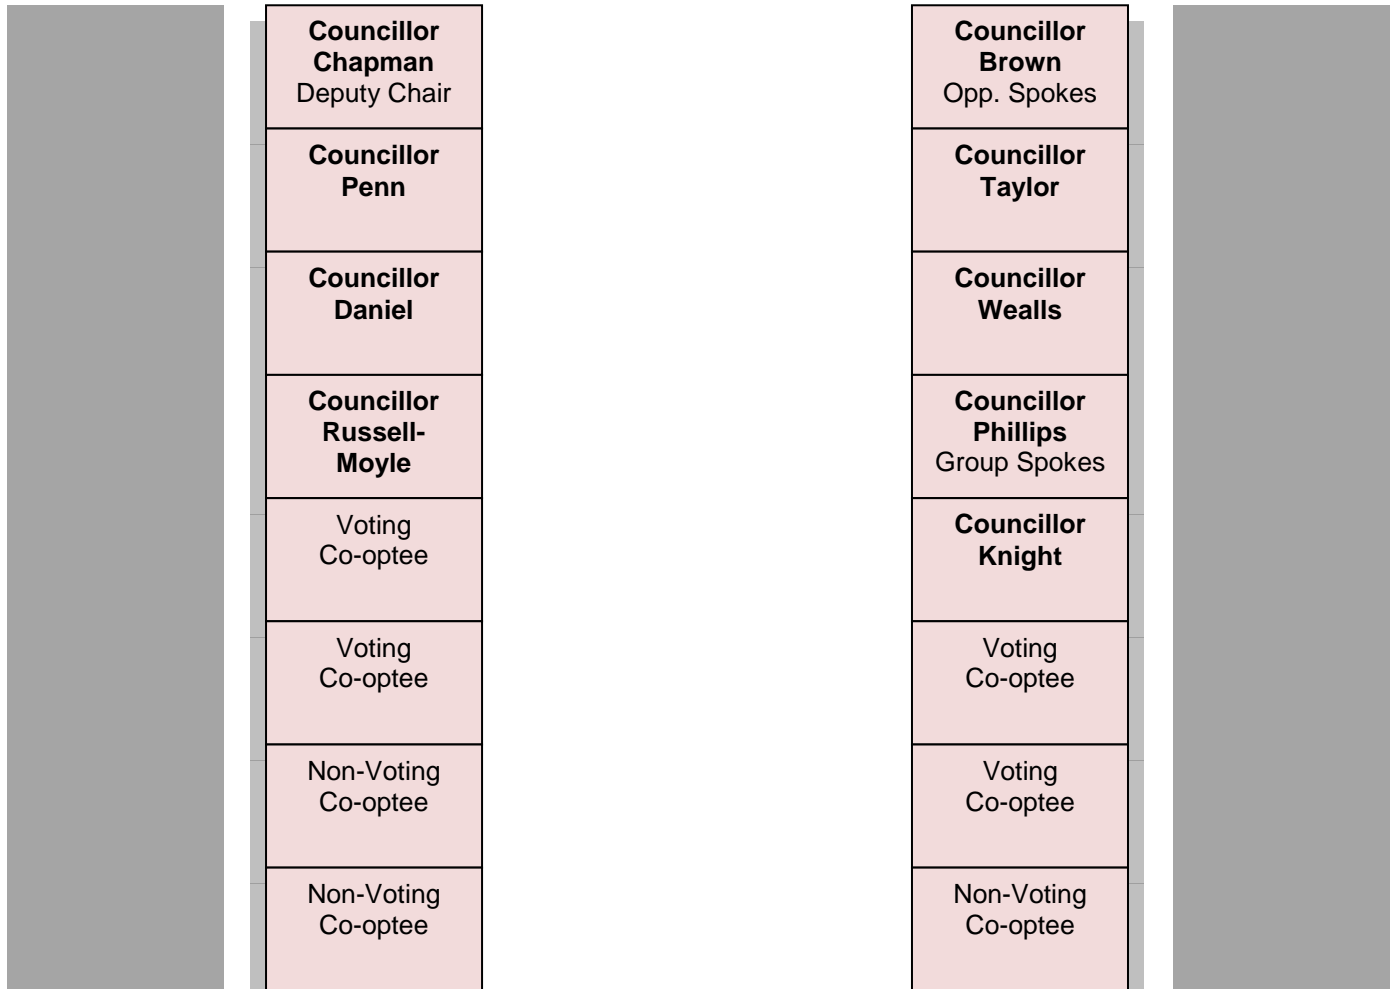 Councillor
Chapman
Deputy Chair
Councillor
Penn
Councillor
Daniel
Councillor
Russell-
Moyle
Voting
Co-optee
Voting
Co-optee
Non-Voting
Co-optee
Non-Voting
Co-optee
Councillor
Brown
Opp. Spokes
Councillor
Taylor
Councillor
Wealls
Councillor
Phillips
Group Spokes
Councillor
Knight
Voting
Co-optee
Voting
Co-optee
Non-Voting
Co-optee